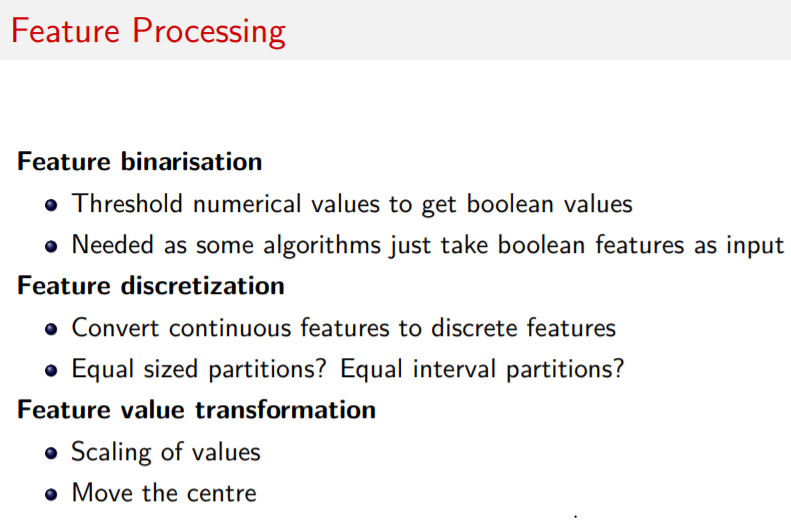 Feature Processing
Feature binarisation
Threshold numerical values to get boolean values
Needed as some algorithms just take boolean features as input
Feature discretization
Convert continuous features to discrete features
Equal sized partitions? Equal interval partitions?
Feature value transformation
Scaling of values
Move the centre